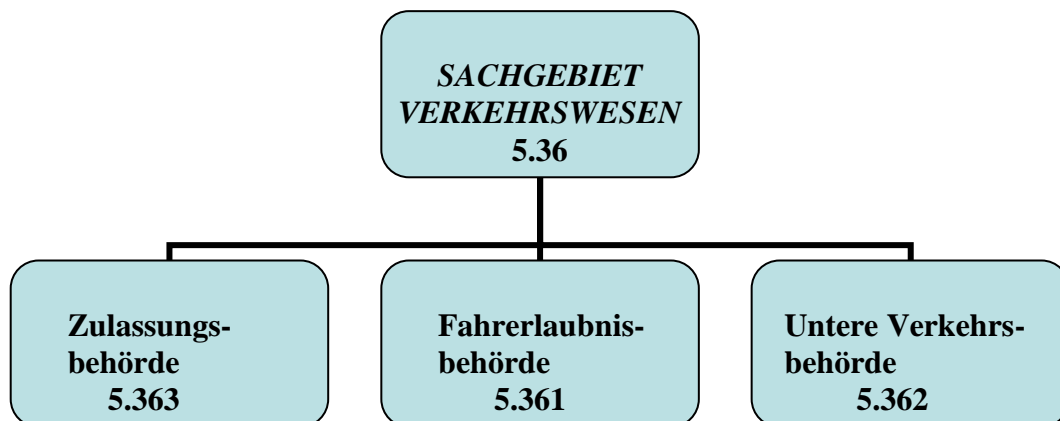 SACHGEBIET
VERKEHRSWESEN
5.36
Zulassungs-
behörde
5.363
Fahrerlaubnis-
behörde
5.361
Untere Verkehrs-
behörde
5.362